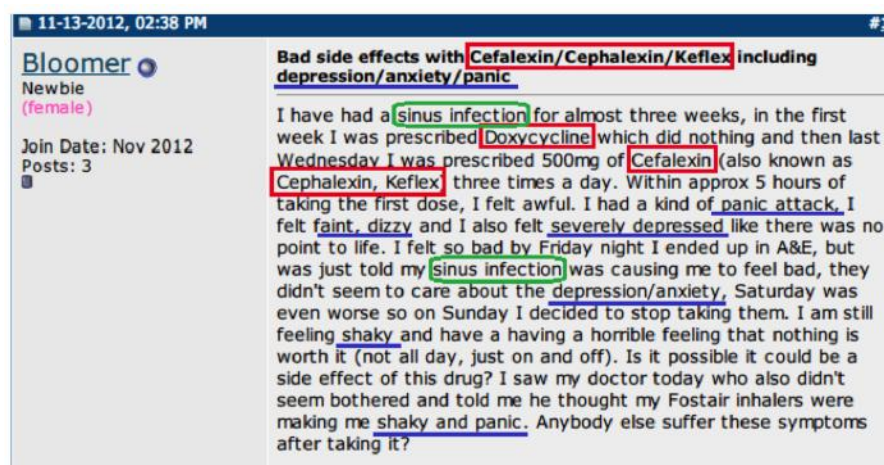 11-13-2012, 02:38 PM
Bloomer
Newbie
(female)
Join Date: Nov 2012
Posts: 3
Bad side effects with Cefalexin/Cephalexin/Keflex including
depression/anxiety/panic
I have had a sinus infection for almost three weeks, in the first
week I was prescribed Doxycycline which did nothing and then last
Wednesday I was prescribed 500mg of Cefalexin (also known as
Cephalexin, Keflex) three times a day. Within approx 5 hours of
taking the first dose, I felt awful. I had a kind of panic attack, I
felt faint, dizzy and I also felt severely depressed like there was no
point to life. I felt so bad by Friday night I ended up in A&E, but
was just told my sinus infection was causing me to feel bad, they
didn't seem to care about the depression/anxiety, Saturday was
even worse so on Sunday I decided to stop taking them. I am still
feeling shaky and have a having a horrible feeling that nothing is
worth it (not all day, just on and off). Is it possible it could be a
side effect of this drug? I saw my doctor today who also didn't
seem bothered and told me he thought my Fostair inhalers were
making me shaky and panic. Anybody else suffer these symptoms
after taking it?